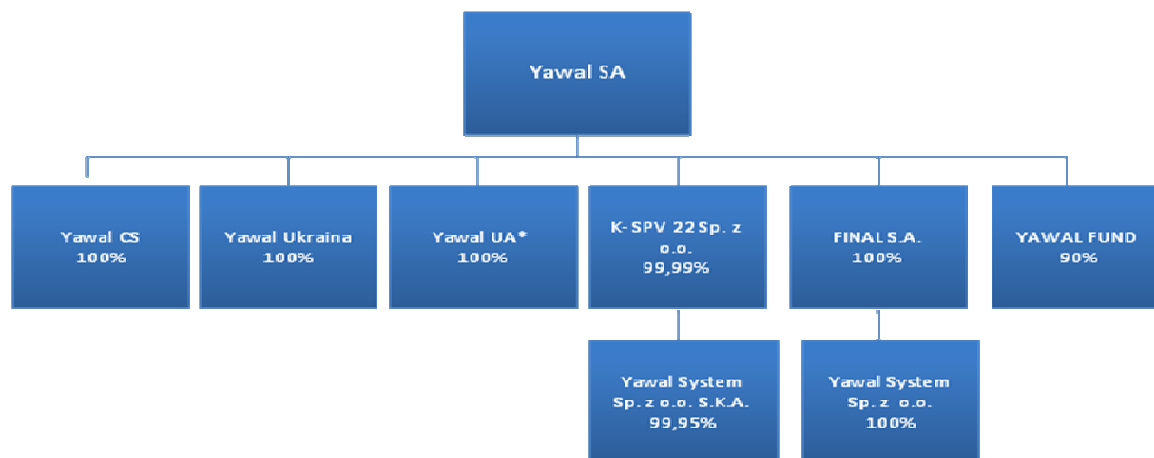 Yawal SA
Yawal CS
100%
Yawal Ukraina
100%
Yawal UA*
100%
K-SPV 22 Sp. z
o.o.
99,99%
FINAL S.A.
100%
YAWAL FUND
90%
Yawal System
Sp. z o.o. S.K.A.
99,95%
Yawal System
Sp. z o.o.
100%